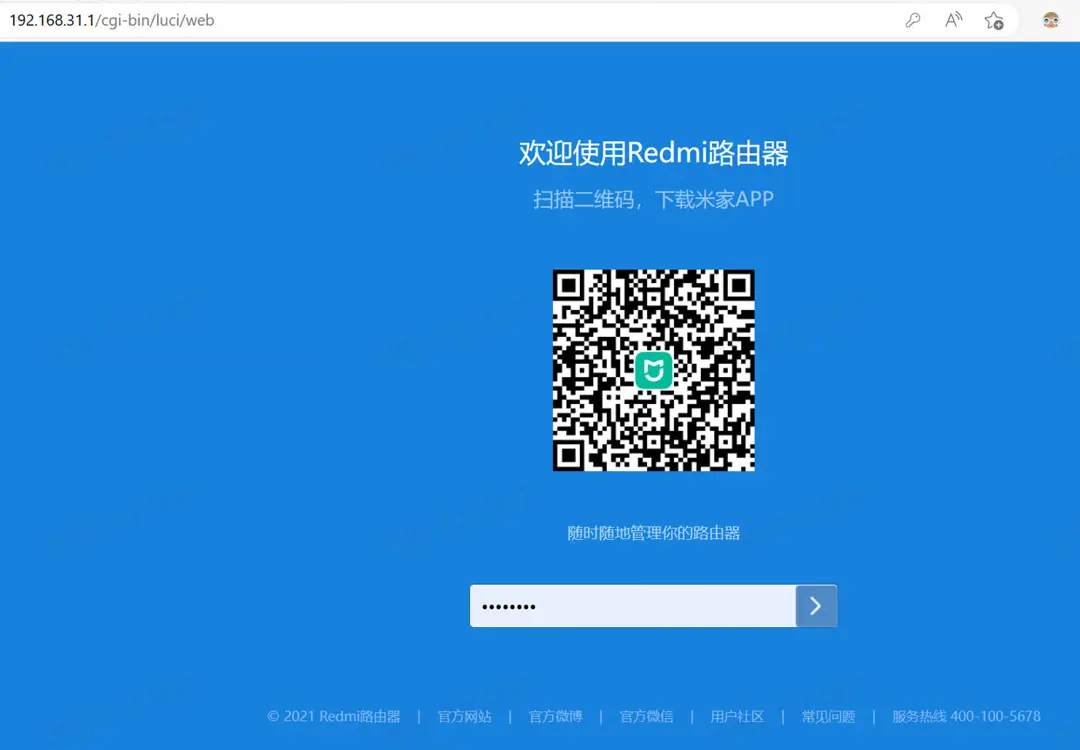 192.168.31.1/cgi-bin/luci/web
欢迎使用Redmi路由器
扫描二维码，下载米家APP
随时随地管理你的路由器
••••••••
© 2021 Redmi路由器 | 官方网站 | 官方微博 | 官方微信 | 用户社区 | 常见问题 | 服务热线 400-100-5678